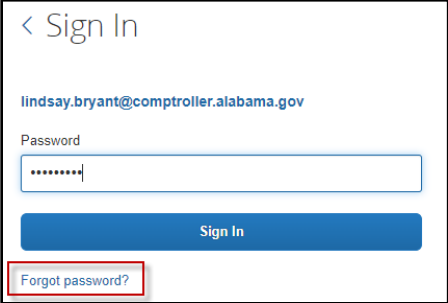 < Sign In
lindsay.bryant@comptroller.alabama.gov
Password
•••••••••
Sign In
Forgot password?